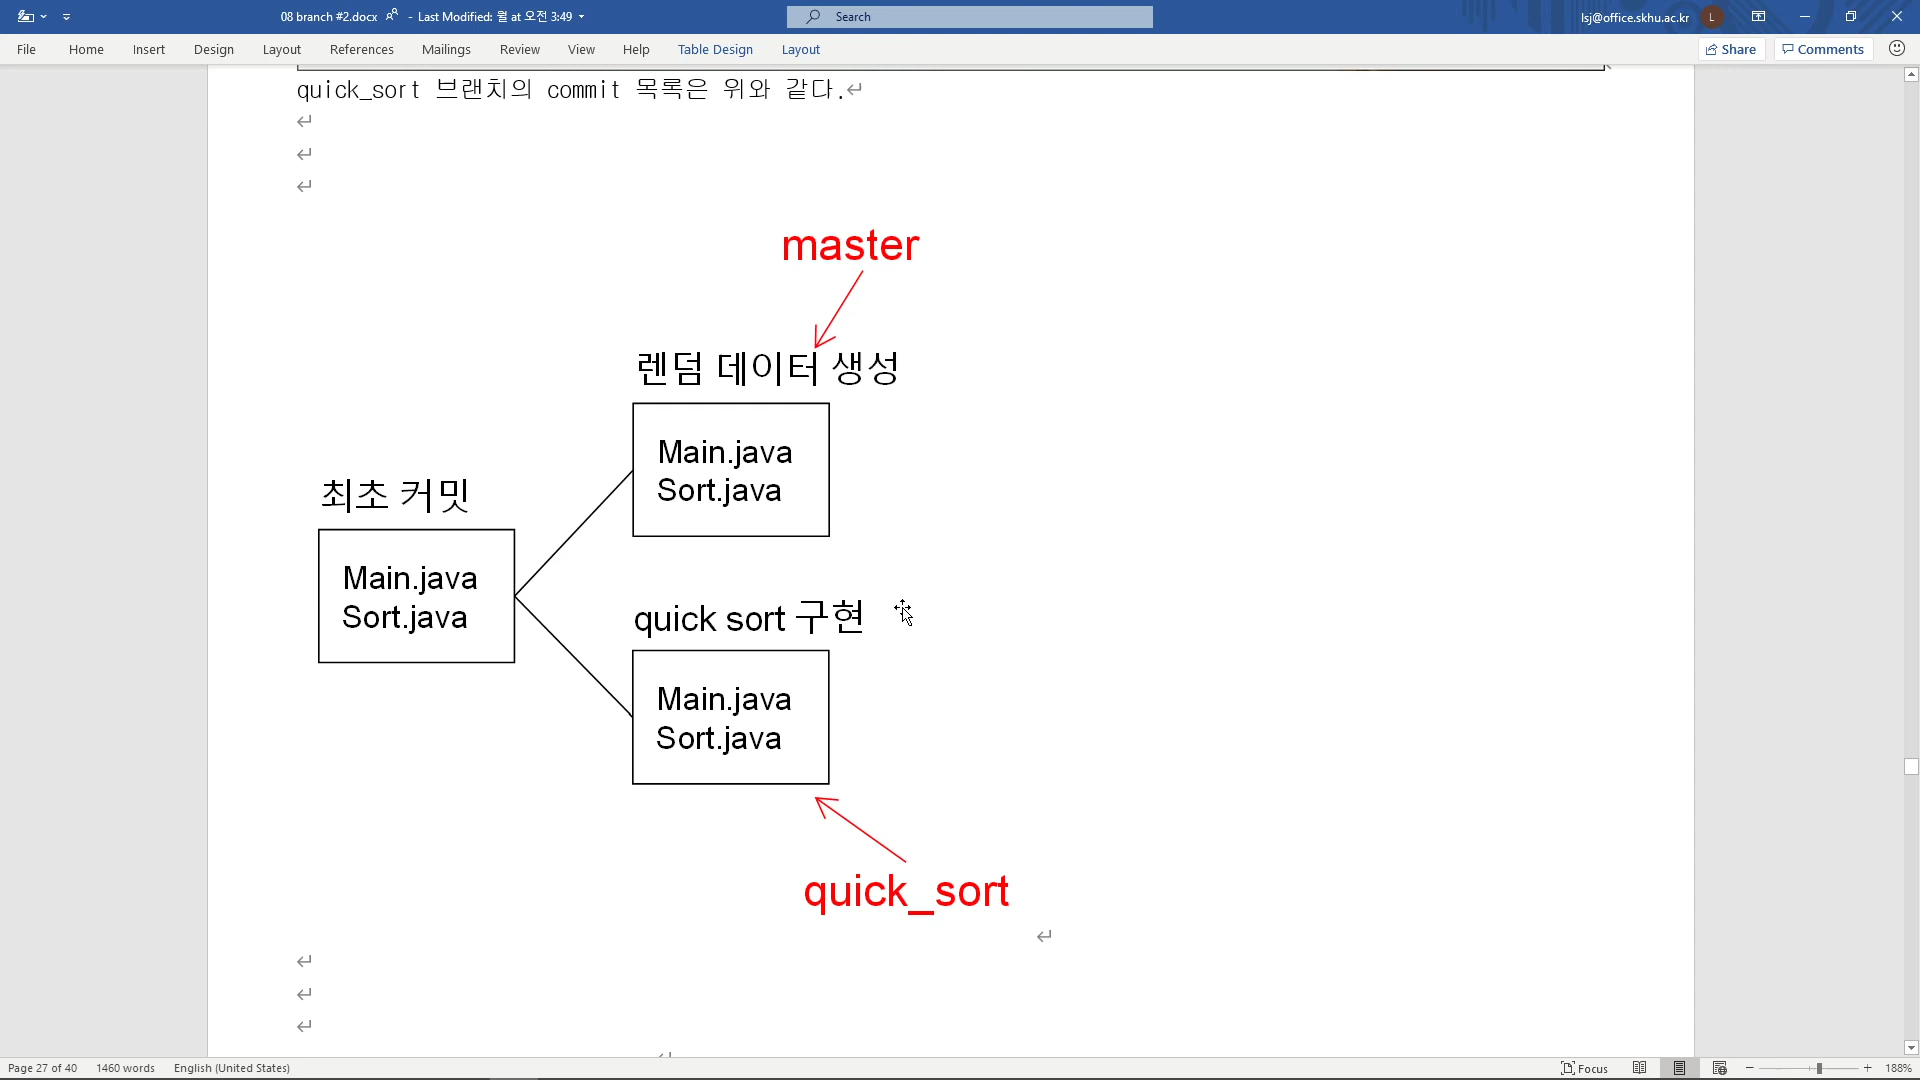 08 branch #2.docx - Last Modified: 월 at 오전 3:49
Search
lsj@office.skhu.ac.kr
L
File Home Insert Design Layout References Mailings Review View Help Table Design Layout
Share Comments
quick_sort 브랜치의 commit 목록은 위와 같다.
master
렌덤 데이터 생성
Main.java
Sort.java
최초 커밋
Main.java
Sort.java
quick sort 구현
Main.java
Sort.java
quick_sort
Page 27 of 40 1460 words English (United States)
Focus
188%